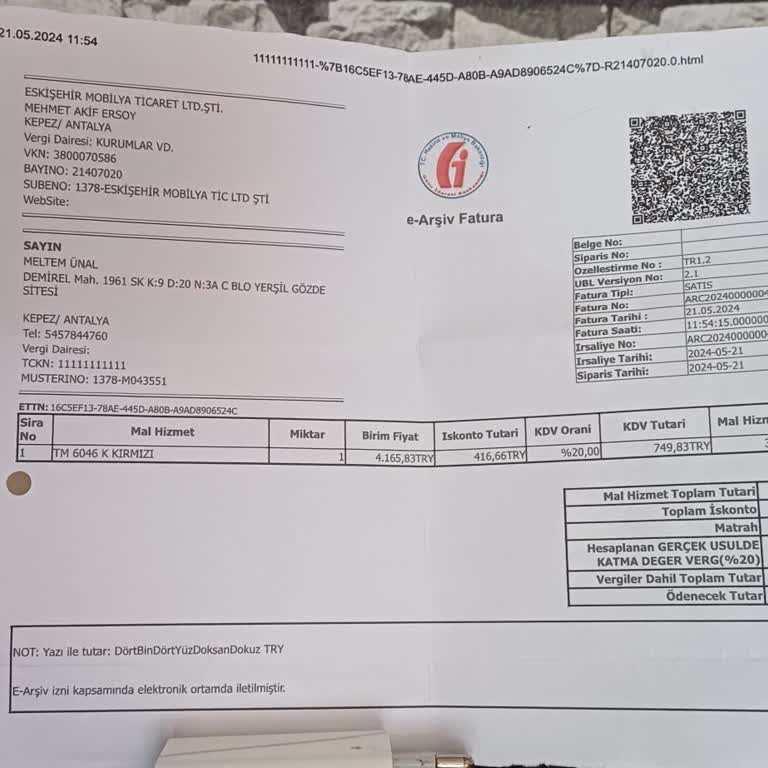 21.05.2024 11:54
11111111111-%7B16C5EF13-78AE-445D-A80B-A9AD8906524C%7D-R21407020.0.html
ESKİŞEHİR MOBİLYA TİCARET LTD.ŞTİ.
MEHMET AKİF ERSOY
KEPEZ/ ANTALYA
Vergi Dairesi: KURUMLAR VD.
VKN: 3800070586
BAYINO: 21407020
SUBENO: 1378-ESKİŞEHİR MOBİLYA TİC LTD ŞTİ
WebSite:
e-Arşiv Fatura
SAYIN
MELTEM ÜNAL
DEMİREL Mah. 1961 SK K:9 D:20 N:3A C BLO YERŞİL GÖZDE
SİTESİ
KEPEZ/ ANTALYA
Tel: 5457844760
Vergi Dairesi:
TCKN: 11111111111
MUSTERINO: 1378-M043551
Belge No:
Siparis No:
Ozellestirme No : TR1.2
UBL Versiyon No: 2.1
Fatura Tipi: SATIS
Fatura No: ARC2024000004
Fatura Tarihi : 21.05.2024
Fatura Saati: 11:54:15.000000
Irsaliye No: ARC202400000
Irsaliye Tarihi: 2024-05-21
Siparis Tarihi: 2024-05-21
ETTN: 16C5EF13-78AE-445D-A80B-A9AD8906524C
Sira No Mal Hizmet Miktar Birim Fiyat Iskonto Tutari KDV Orani KDV Tutari Mal Hizm
1 TM 6046 K KIRMIZI 1 4.165,83TRY 416,66TRY %20,00 749,83TRY
Mal Hizmet Toplam Tutari
Toplam İskonto
Matrah
Hesaplanan GERÇEK USULDE
KATMA DEGER VERG(%20)
Vergiler Dahil Toplam Tutar
Ödenecek Tutar
NOT: Yazı ile tutar: DörtBinDörtYüzDoksanDokuz TRY
E-Arşiv izni kapsamında elektronik ortamda iletilmiştir.